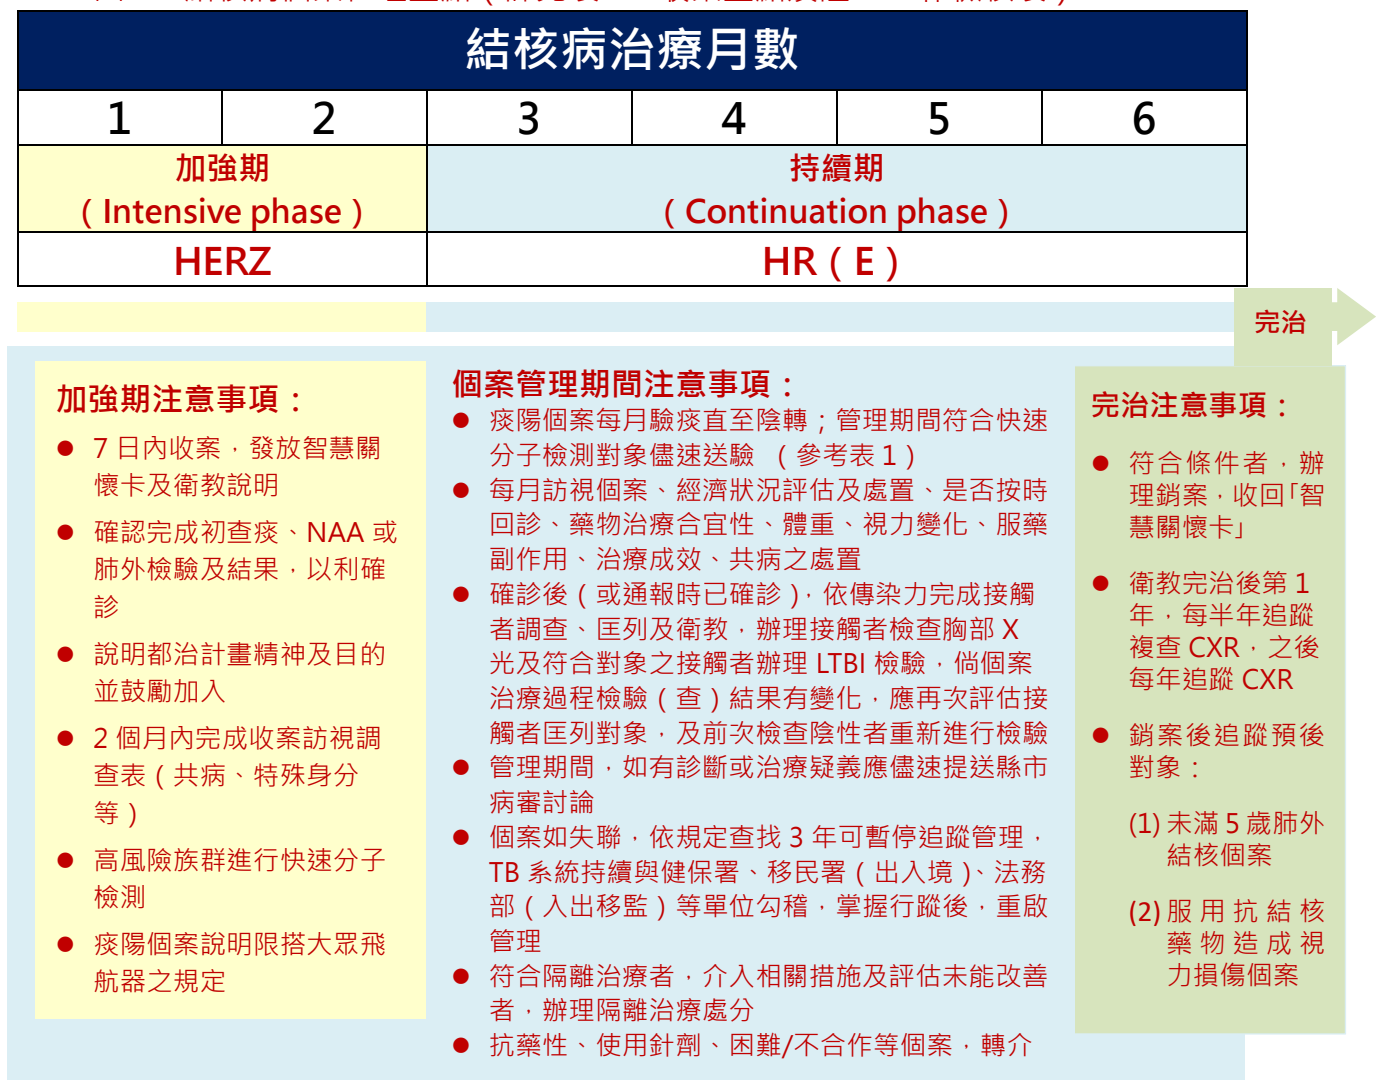 結核病治療月數
1 2 3 4 5 6
加強期
（Intensive phase）
持續期
（Continuation phase）
HERZ
HR（E）
完治
加強期注意事項：
● 7 日內收案，發放智慧關
懷卡及衛教說明
● 確認完成初查痰、NAA 或
肺外檢驗及結果，以利確
診
● 說明都治計畫精神及目的
並鼓勵加入
● 2 個月內完成收案訪視調
查表（共病、特殊身分
等）
● 高風險族群進行快速分子
檢測
● 痰陽個案說明限搭大眾飛
航器之規定
個案管理期間注意事項：
● 痰陽個案每月驗痰直至陰轉；管理期間符合快速
分子檢測對象儘速送驗 （參考表 1）
● 每月訪視個案、經濟狀況評估及處置、是否按時
回診、藥物治療合宜性、體重、視力變化、服藥
副作用、治療成效、共病之處置
● 確診後（或通報時已確診），依傳染力完成接觸
者調查、匡列及衛教，辦理接觸者檢查胸部 X
光及符合對象之接觸者辦理 LTBI 檢驗，倘個案
治療過程檢驗（查）結果有變化，應再次評估接
觸者匡列對象，及前次檢查陰性者重新進行檢驗
● 管理期間，如有診斷或治療疑義應儘速提送縣市
病審討論
● 個案如失聯，依規定查找 3 年可暫停追蹤管理，
TB 系統持續與健保署、移民署（出入境）、法務
部（入出移監）等單位勾稽，掌握行蹤後，重啟
管理
● 符合隔離治療者，介入相關措施及評估未能改善
者，辦理隔離治療處分
● 抗藥性、使用針劑、困難/不合作等個案，轉介
完治注意事項：
● 符合條件者，辦
理銷案，收回「智
慧關懷卡」
● 衛教完治後第 1
年，每半年追蹤
複查 CXR，之後
每年追蹤 CXR
● 銷案後追蹤預後
對象：
(1) 未滿 5 歲肺外
結核個案
(2) 服用抗結核
藥物造成視
力損傷個案